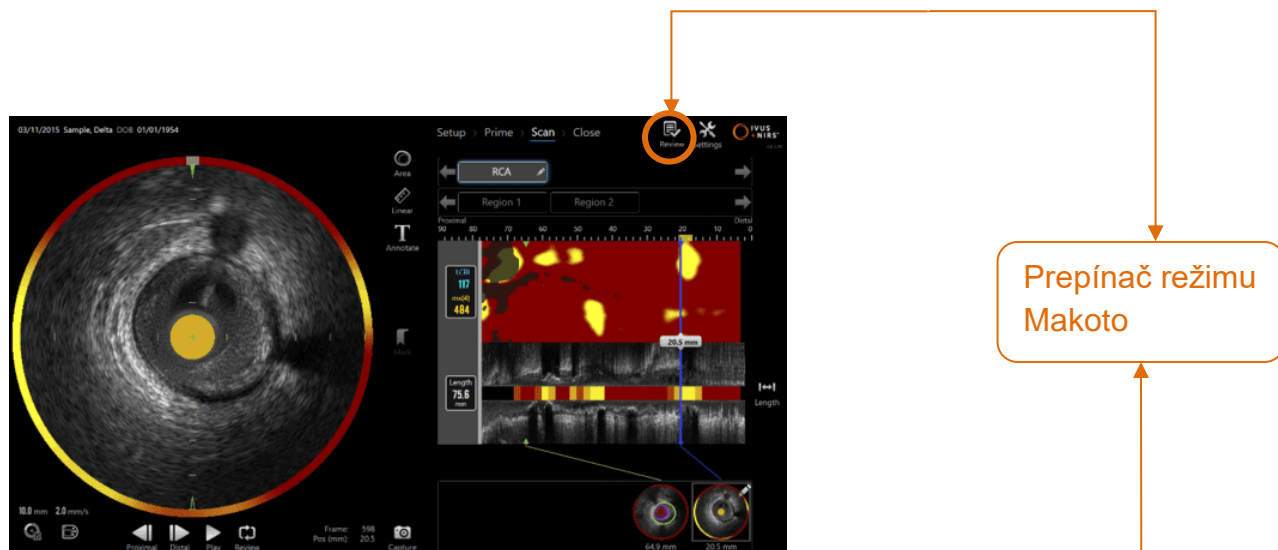 03/11/2015 Sample, Delta DOB 01/01/1954
Setup > Prime > Scan > Close
Review
Settings
IVUS
+NIRS
Area
Linear
Annotate
Mark
RCA
Region 1 Region 2
Proximal Distal
90 80 70 60 50 40 30 20 10 0
LCBI
117
mx(4)
484
20.5 mm
Length
75.6
mm
Length
10.0 mm 2.0 mm/s
Proximal Distal Play Review
Frame: 598
Pos (mm): 20.5
Capture
64.9 mm 20.5 mm
Prepínač režimu
Makoto